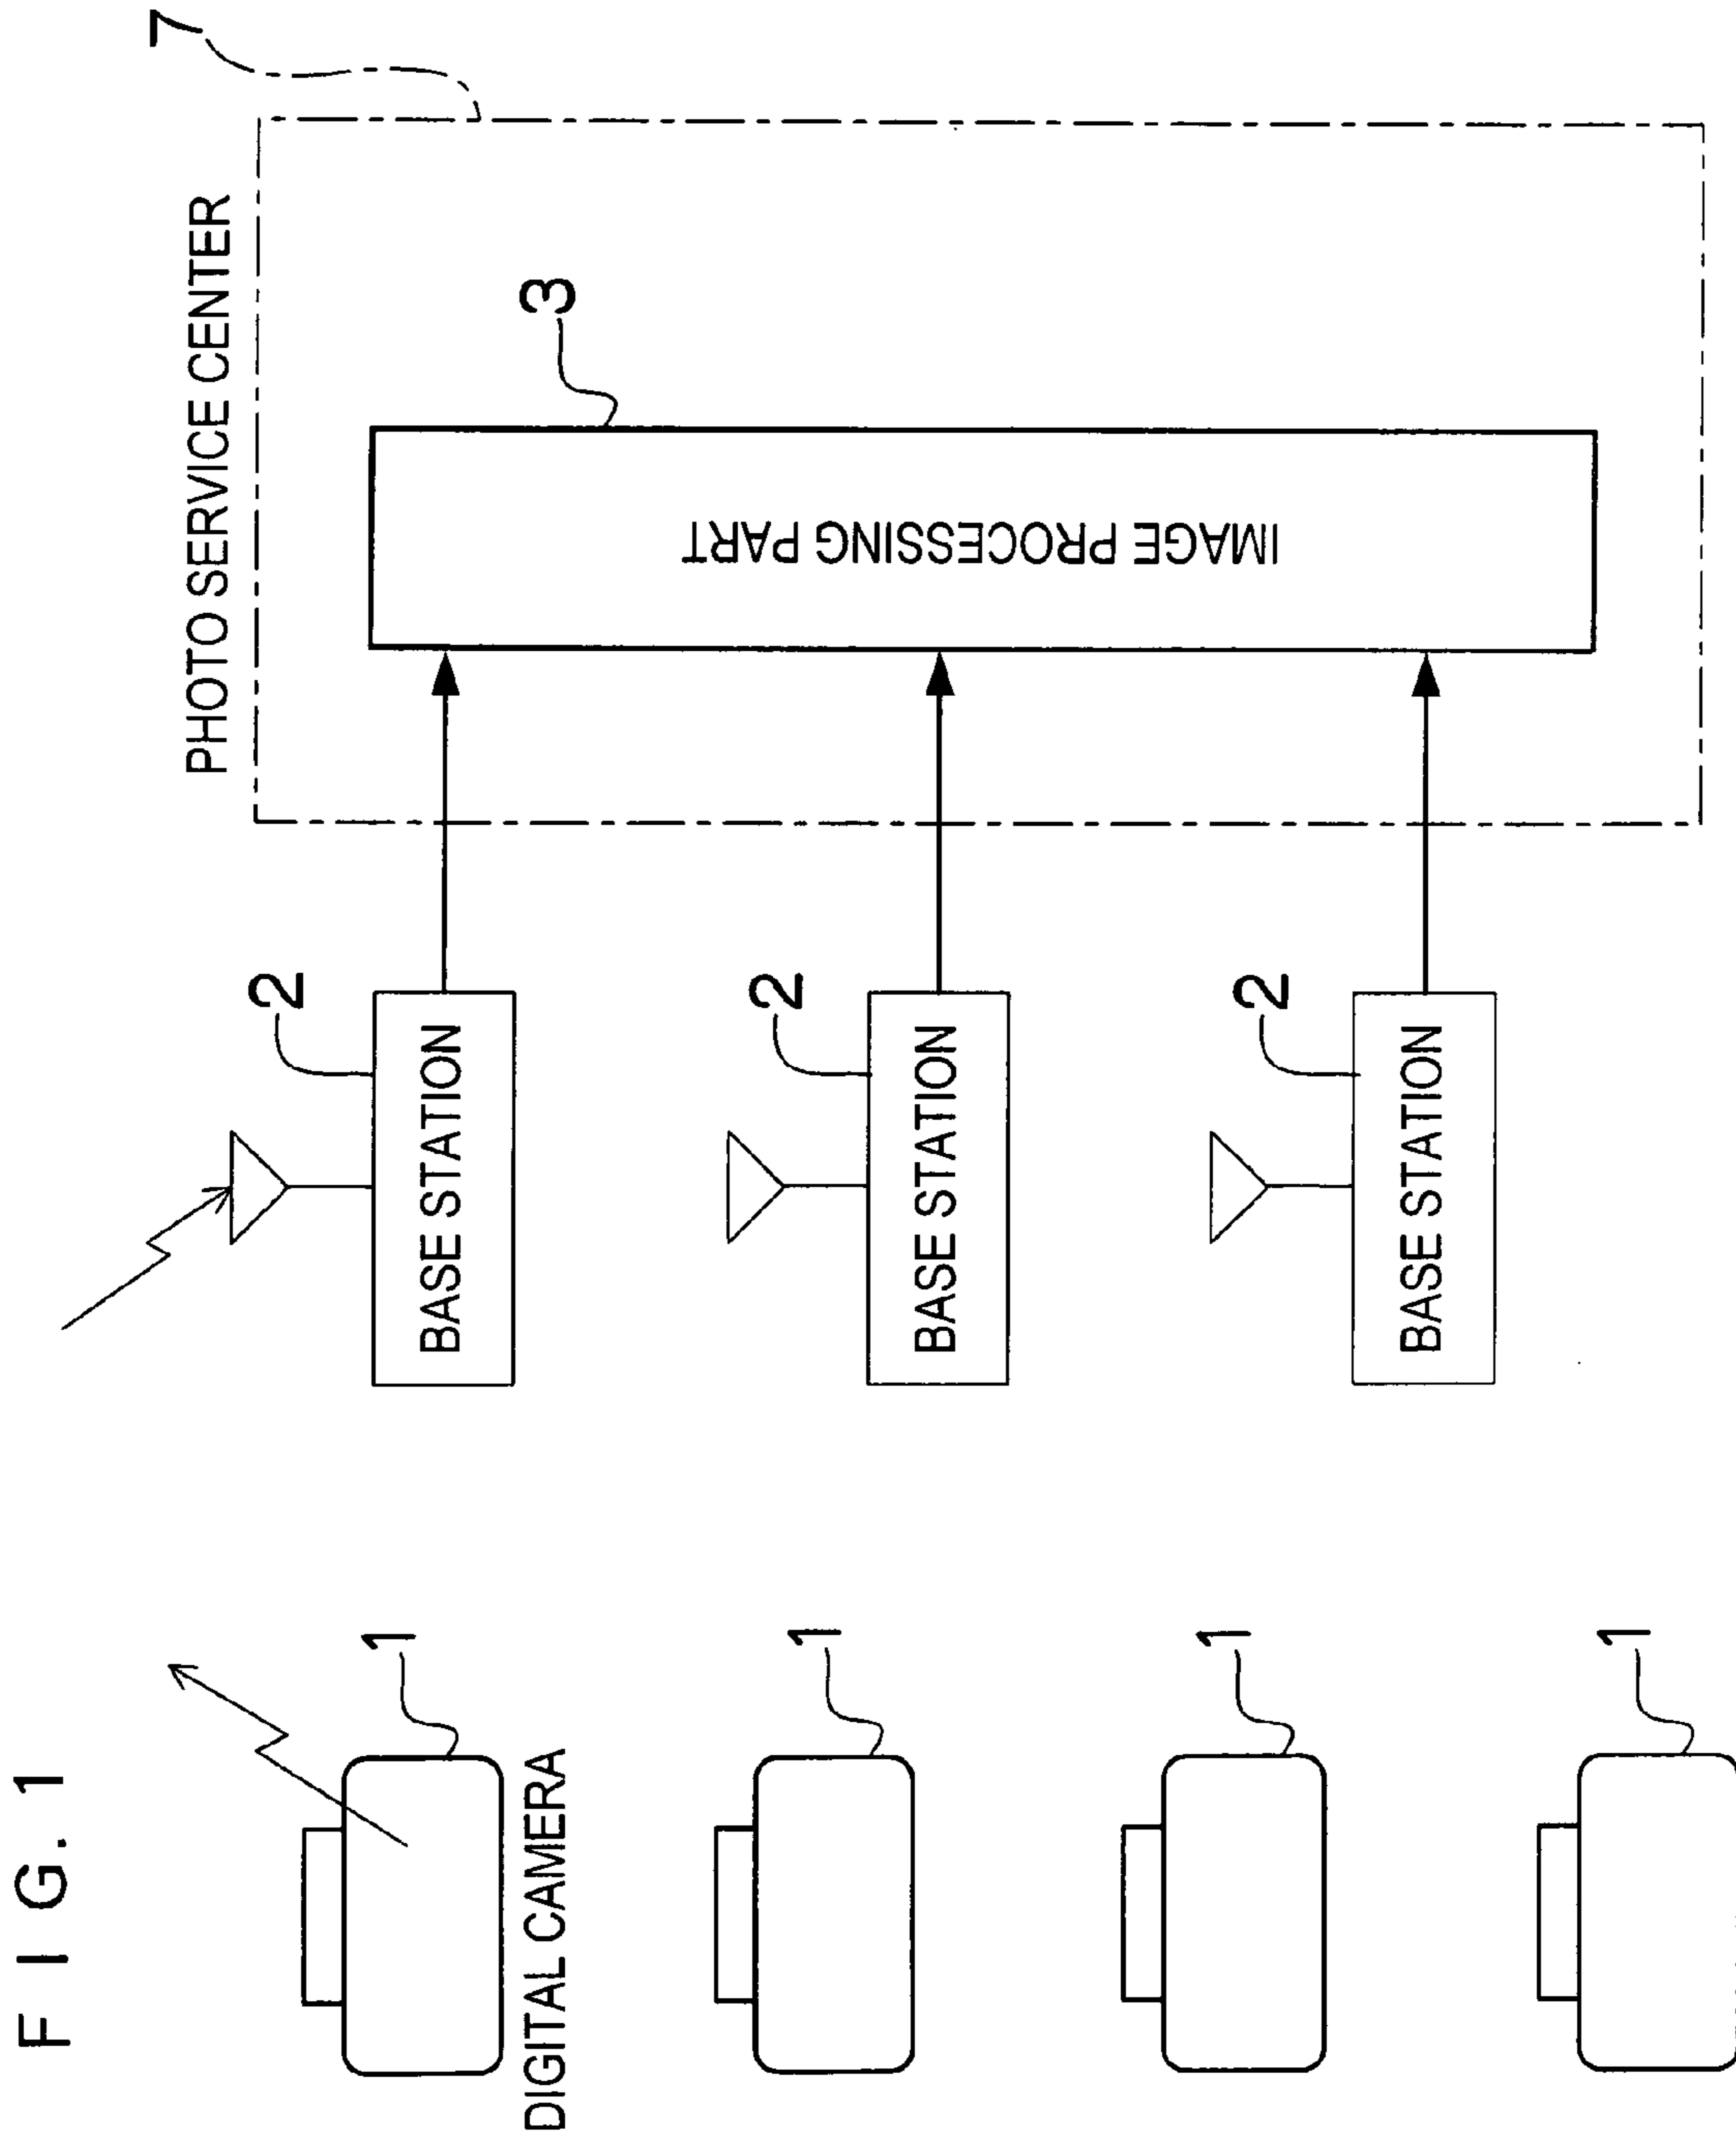 FIG. 1
PHOTO SERVICE CENTER
7
3
IMAGE PROCESSING PART
2
BASE STATION
2
BASE STATION
2
BASE STATION
1
DIGITAL CAMERA
1
1
1